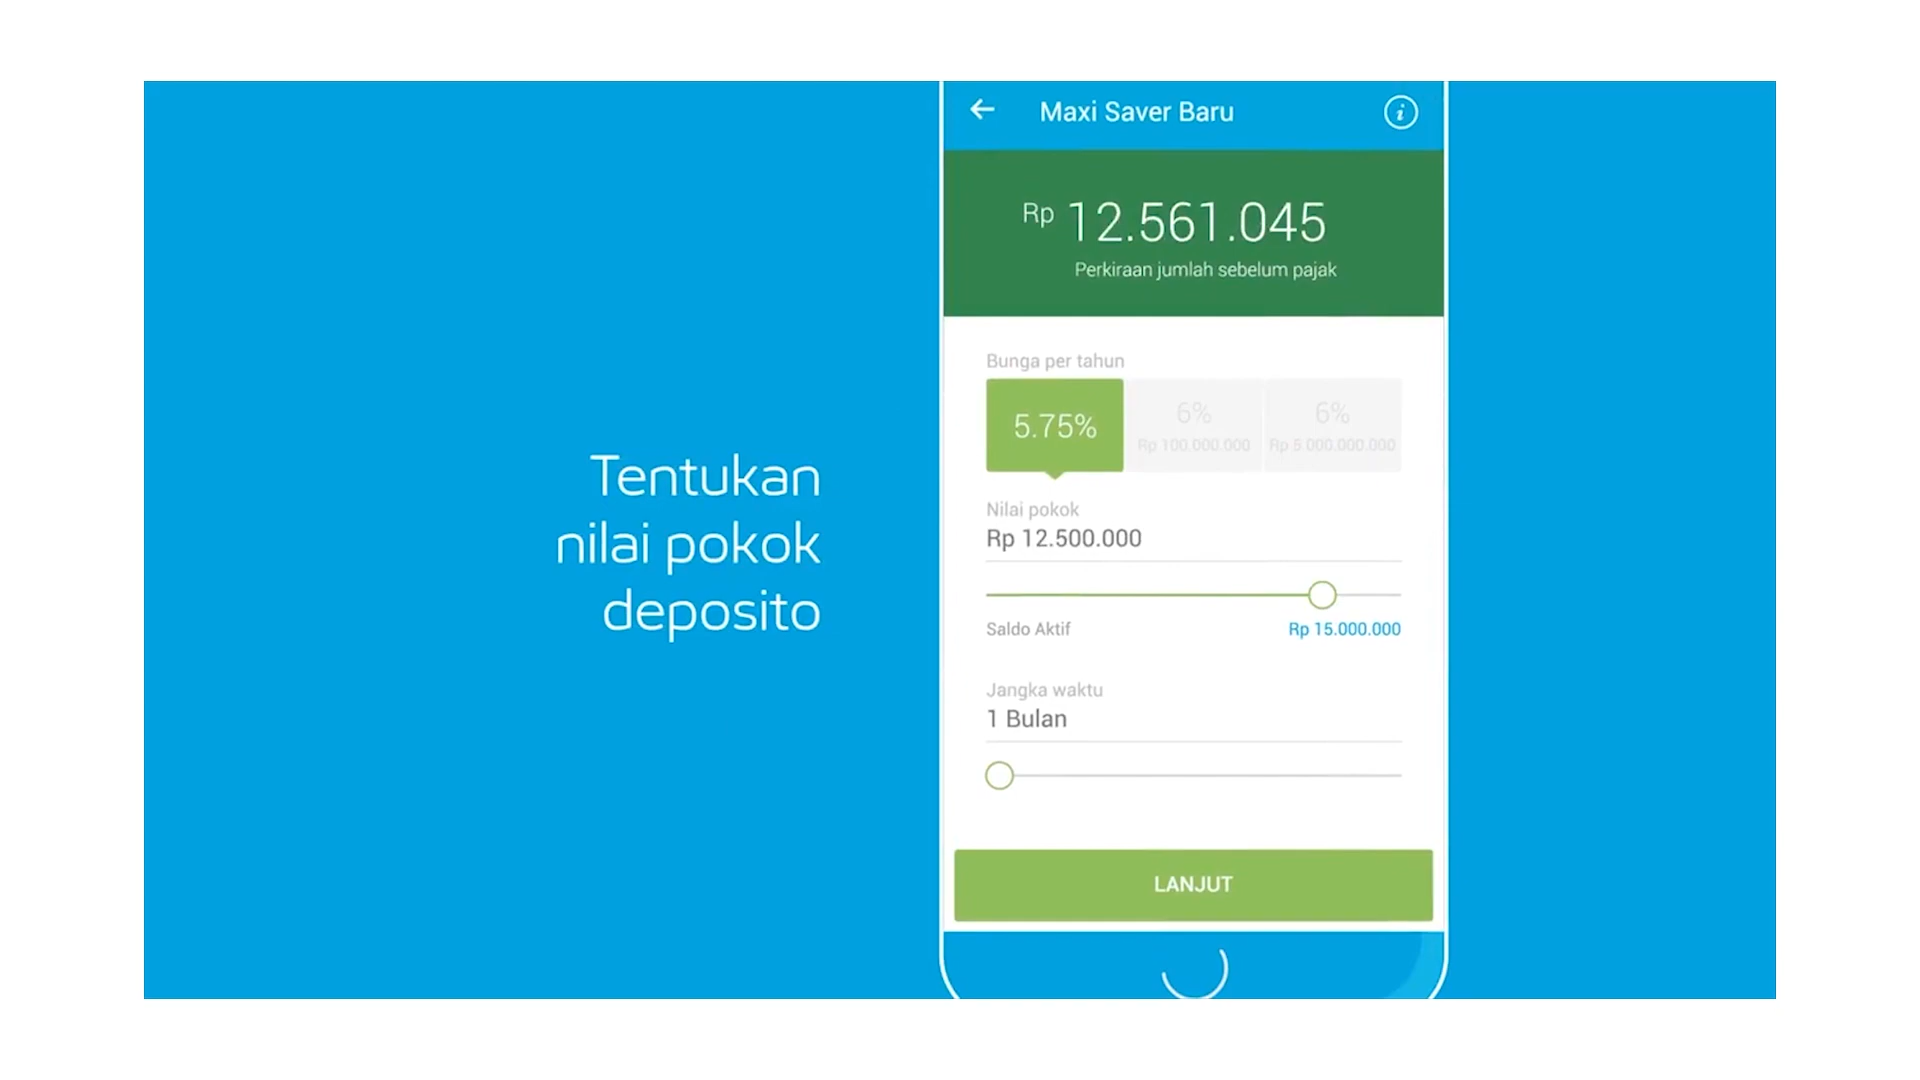 Tentukan
nilai pokok
deposito
Maxi Saver Baru
Rp 12.561.045
Perkiraan jumlah sebelum pajak
Bunga per tahun
5.75%
6%
Rp 100.000.000
6%
Rp 5.000.000.000
Nilai pokok
Rp 12.500.000
Saldo Aktif
Rp 15.000.000
Jangka waktu
1 Bulan
LANJUT